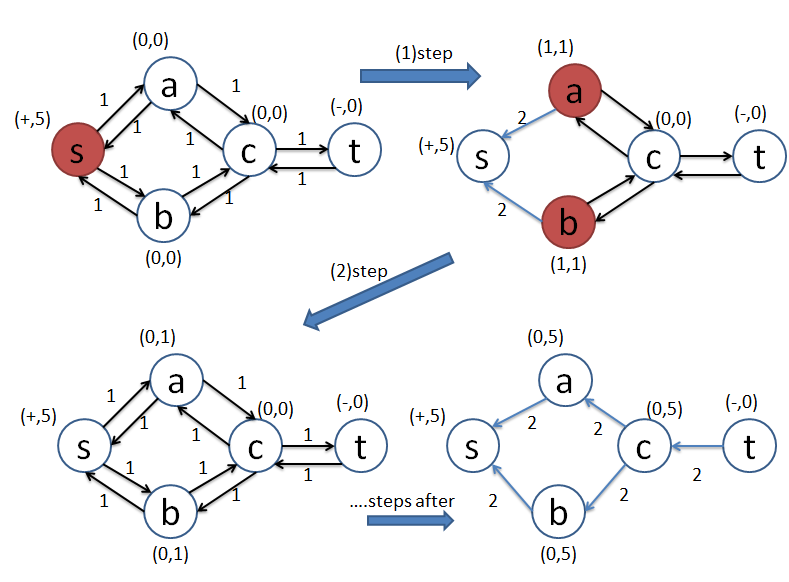 (0,0)
(1)step
(1,1)
a
1
1
(0,0)
a
2
(0,0)
(-,0)
(-,0)
(+,5)
1
1
1
(+,5)
s
c
t
s
c
t
1
1
1
1
1
2
b
b
(0,0)
(1,1)
(2)step
(0,1)
(0,5)
a
1
1
a
(0,0)
(-,0)
(0,5)
(-,0)
(+,5)
1
1
1
(+,5)
2
2
s
c
t
s
c
t
1
1
1
1
1
2
2
2
b
....steps after
b
(0,1)
(0,5)